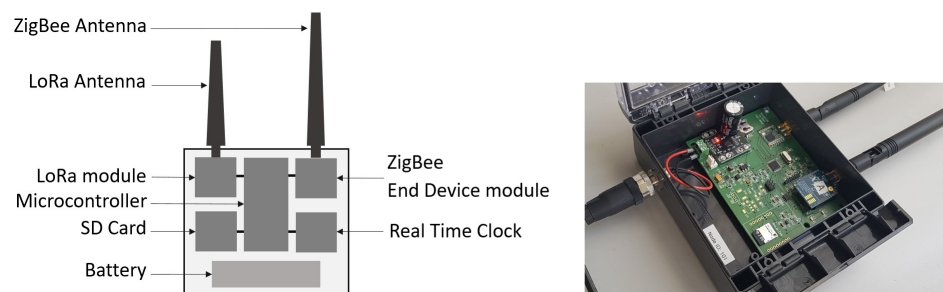 ZigBee Antenna
LoRa Antenna
LoRa module
Microcontroller
SD Card
Battery
ZigBee
End Device module
Real Time Clock